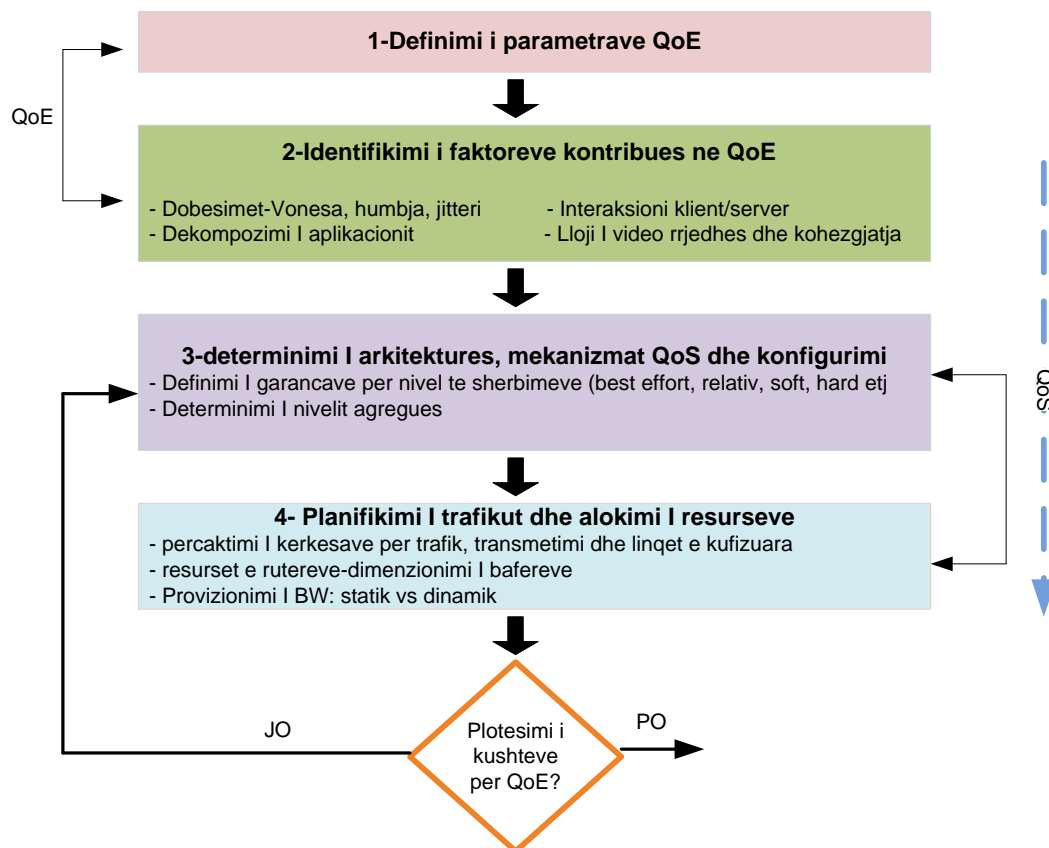 1-Definimi i parametrave QoE
QoE
2-Identifikimi i faktoreve kontribues ne QoE
- Dobesimet-Vonesa, humbja, jitteri
- Interaksioni klient/server
- Dekompozimi I aplikacionit
- Lloji I video rrjedhes dhe kohezgjatja
3-determinimi I arkitektures, mekanizmat QoS dhe konfigurimi
- Definimi I garancave per nivel te sherbimeve (best effort, relativ, soft, hard etj
- Determinimi I nivelit agregues
QoS
4- Planifikimi I trafikut dhe alokimi I resurseve
- percaktimi I kerkesave per trafik, transmetimi dhe linqet e kufizuara
- resurset e rutereve-dimenzionimi I bafereve
- Provizionimi I BW: statik vs dinamik
JO
PO
Plotesimi i
kushteve
per QoE?